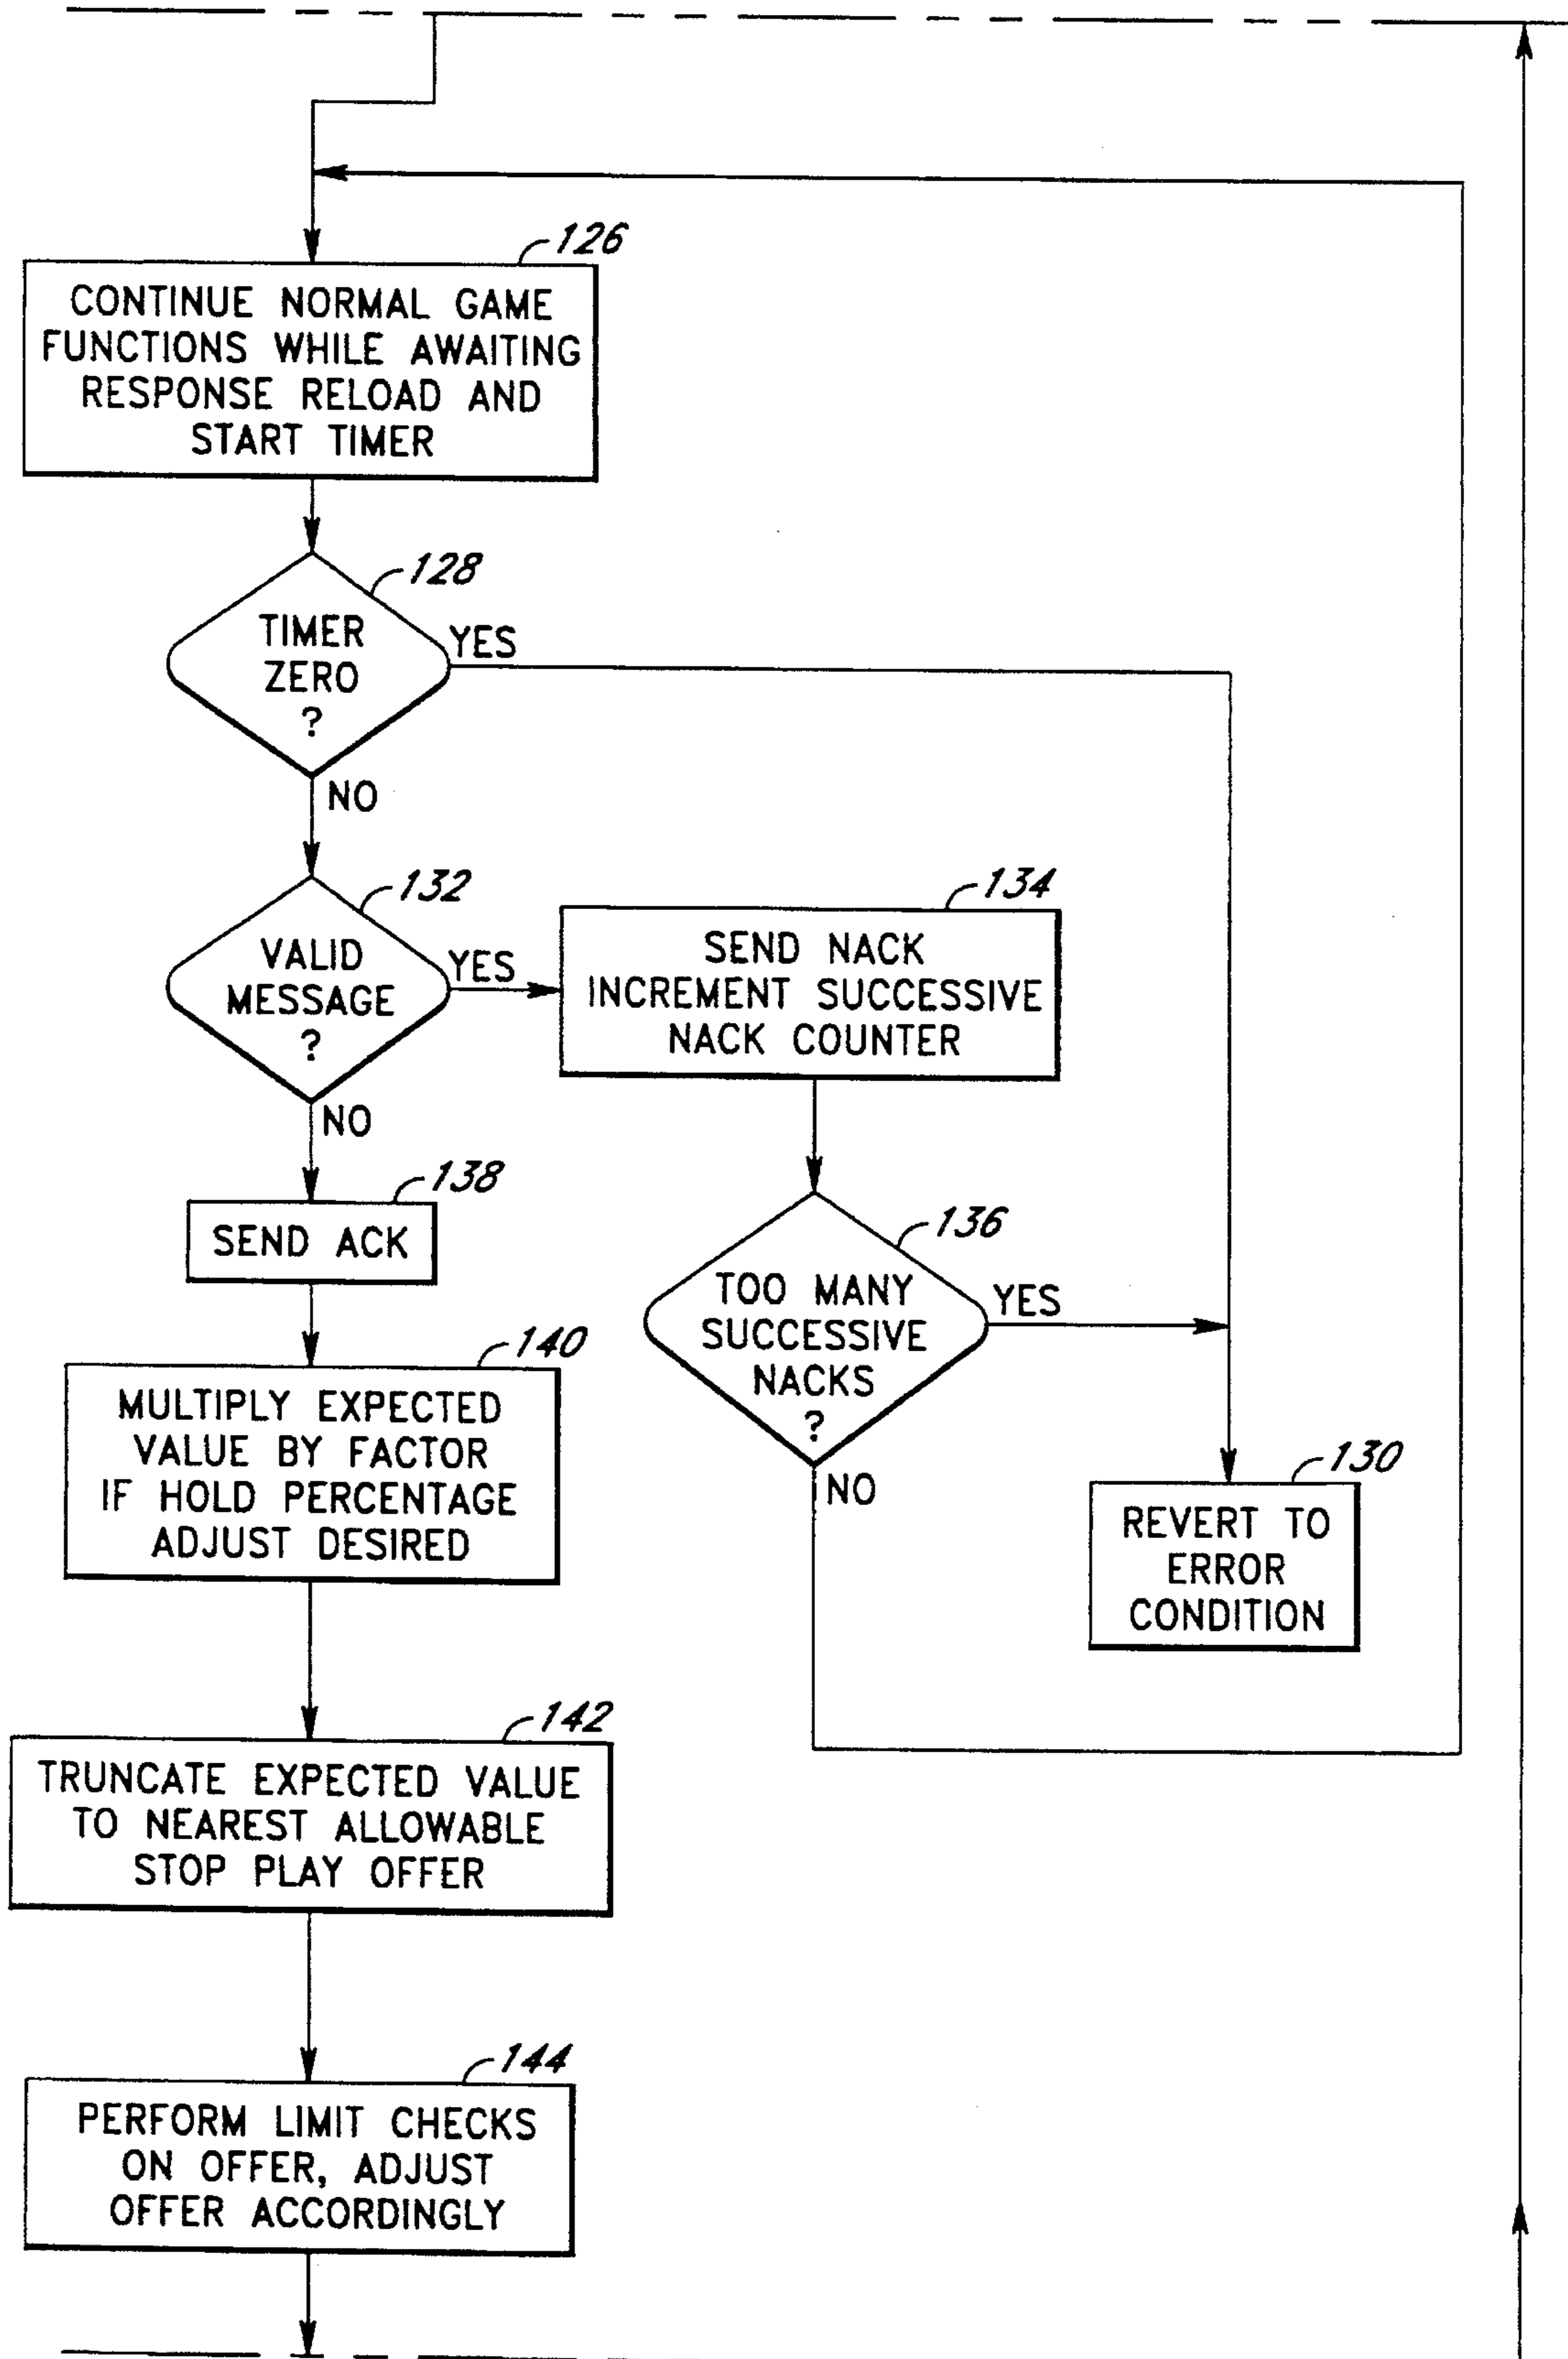 126
CONTINUE NORMAL GAME
FUNCTIONS WHILE AWAITING
RESPONSE RELOAD AND
START TIMER
128
TIMER
ZERO
?
YES
NO
132
VALID
MESSAGE
?
YES
NO
134
SEND NACK
INCREMENT SUCCESSIVE
NACK COUNTER
138
SEND ACK
136
TOO MANY
SUCCESSIVE
NACKS
?
YES
NO
140
MULTIPLY EXPECTED
VALUE BY FACTOR
IF HOLD PERCENTAGE
ADJUST DESIRED
130
REVERT TO
ERROR
CONDITION
142
TRUNCATE EXPECTED VALUE
TO NEAREST ALLOWABLE
STOP PLAY OFFER
144
PERFORM LIMIT CHECKS
ON OFFER, ADJUST
OFFER ACCORDINGLY